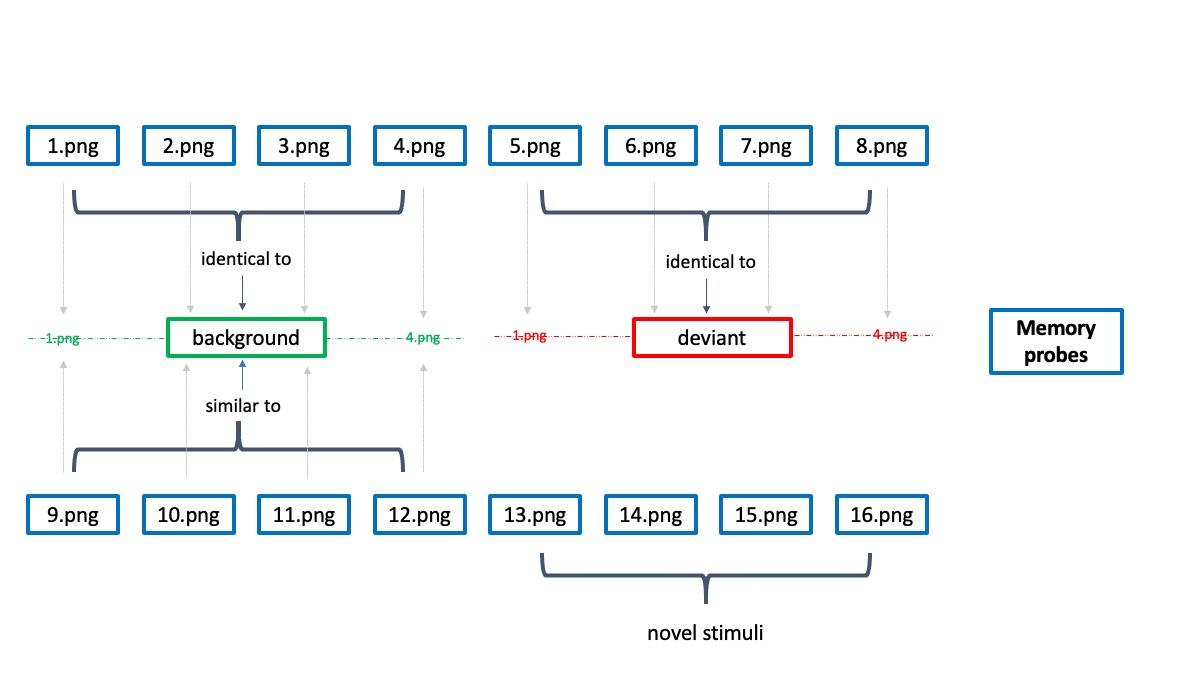 1.png
2.png
3.png
4.png
5.png
6.png
7.png
8.png
identical to
identical to
1.png
background
4.png
1.png
deviant
4.png
Memory
probes
similar to
9.png
10.png
11.png
12.png
13.png
14.png
15.png
16.png
novel stimuli